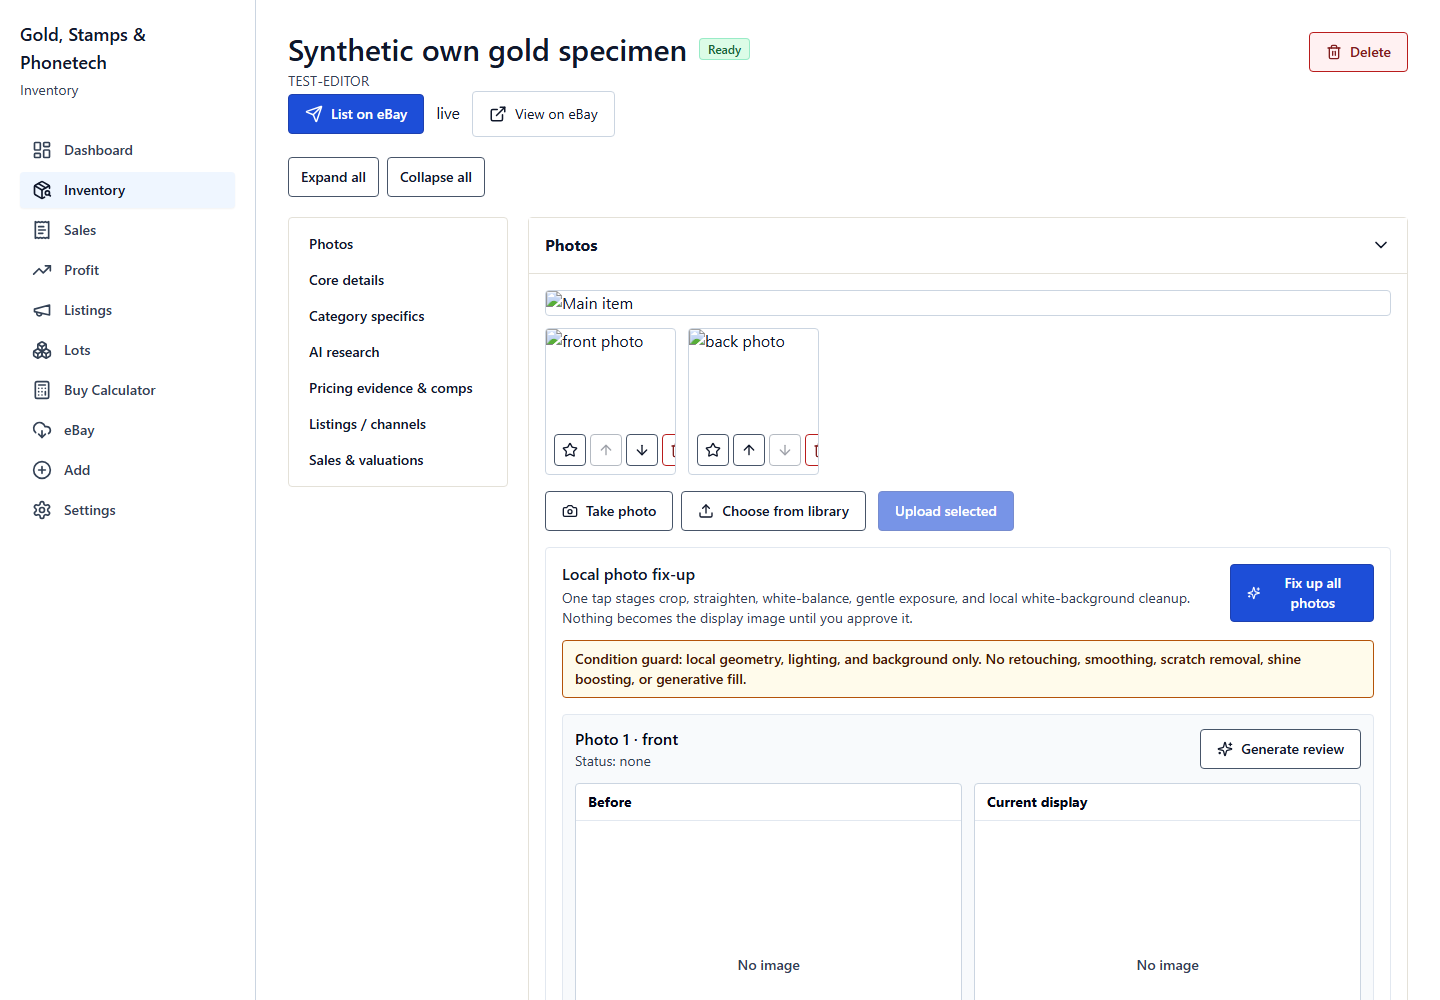 Gold, Stamps &
Phonetech
Inventory
Dashboard
Inventory
Sales
Profit
Listings
Lots
Buy Calculator
eBay
Add
Settings
Synthetic own gold specimen
Ready
Delete
TEST-EDITOR
List on eBay
live
View on eBay
Expand all
Collapse all
Photos
Core details
Category specifics
AI research
Pricing evidence & comps
Listings / channels
Sales & valuations
Photos
Main item
front photo
back photo
Take photo
Choose from library
Upload selected
Local photo fix-up
One tap stages crop, straighten, white-balance, gentle exposure, and local white-background cleanup.
Nothing becomes the display image until you approve it.
Fix up all
photos
Condition guard: local geometry, lighting, and background only. No retouching, smoothing, scratch removal, shine
boosting, or generative fill.
Photo 1 · front
Status: none
Generate review
Before
Current display
No image
No image